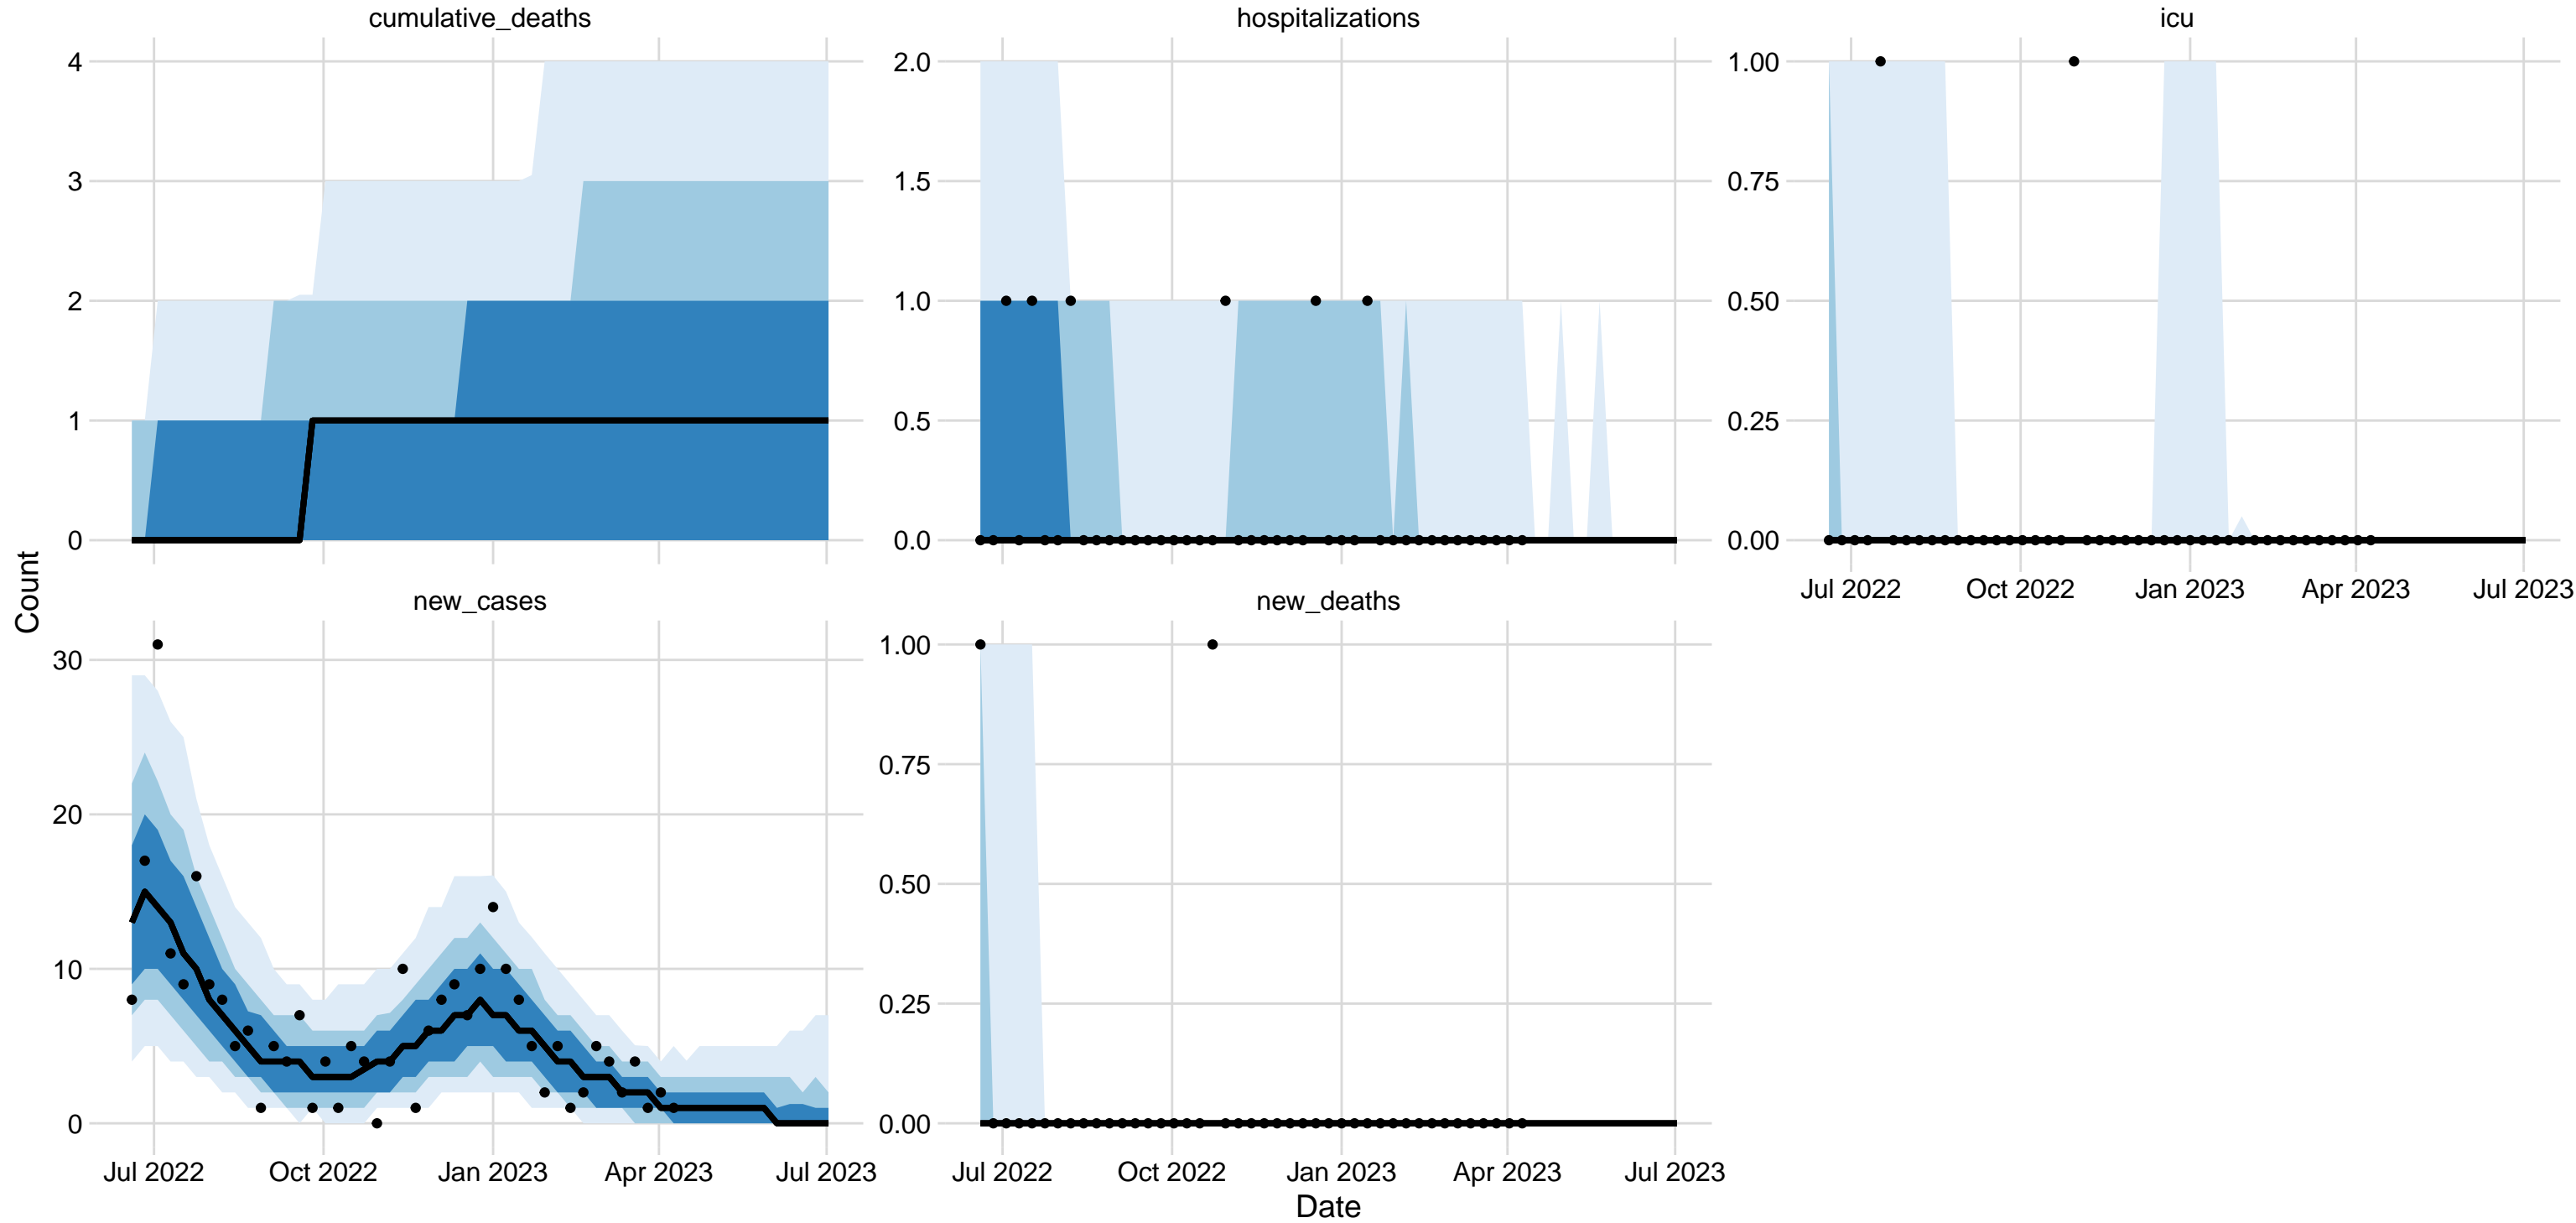 cumulative_deaths
4
3
2
1
0
hospitalizations
2.0
1.5
1.0
0.5
0.0
icu
1.00
0.75
0.50
0.25
0.00
Jul 2022 Oct 2022 Jan 2023 Apr 2023 Jul 2023
Count
new_cases
30
20
10
0
Jul 2022 Oct 2022 Jan 2023 Apr 2023 Jul 2023
new_deaths
1.00
0.75
0.50
0.25
0.00
Jul 2022 Oct 2022 Jan 2023 Apr 2023 Jul 2023
Date